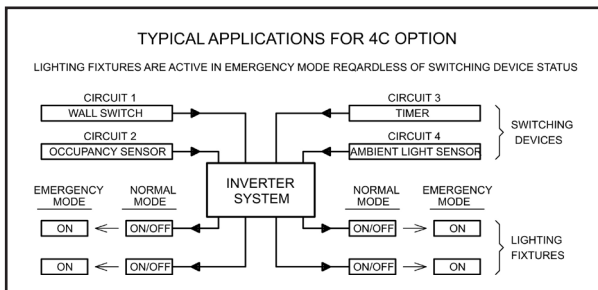 TYPICAL APPLICATIONS FOR 4C OPTION
LIGHTING FIXTURES ARE ACTIVE IN EMERGENCY MODE REQARDLESS OF SWITCHING DEVICE STATUS
CIRCUIT 1
WALL SWITCH
CIRCUIT 2
OCCUPANCY SENSOR
CIRCUIT 3
TIMER
CIRCUIT 4
AMBIENT LIGHT SENSOR
SWITCHING
DEVICES
INVERTER
SYSTEM
EMERGENCY
MODE
NORMAL
MODE
NORMAL
MODE
EMERGENCY
MODE
ON
ON/OFF
ON/OFF
ON
ON
ON/OFF
ON/OFF
ON
LIGHTING
FIXTURES